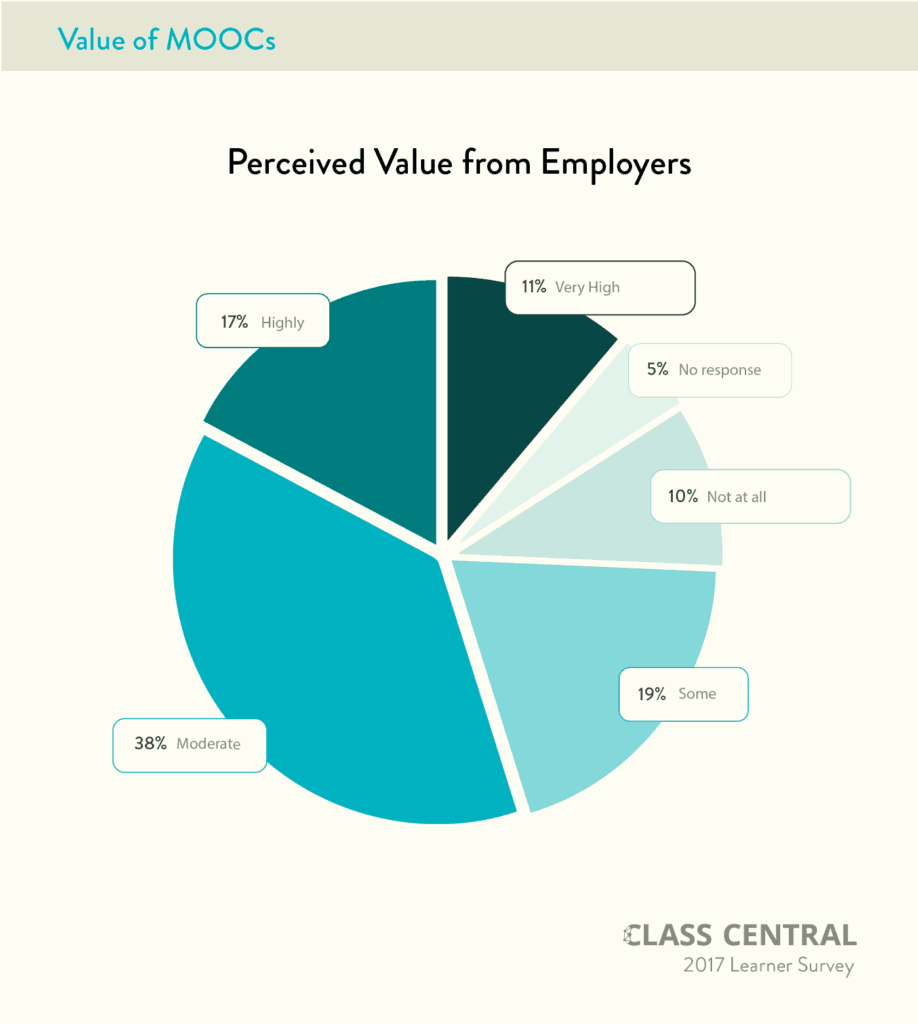 Value of MOOCs
Perceived Value from Employers
11% Very High
17% Highly
5% No response
10% Not at all
19% Some
38% Moderate
CLASS CENTRAL
2017 Learner Survey